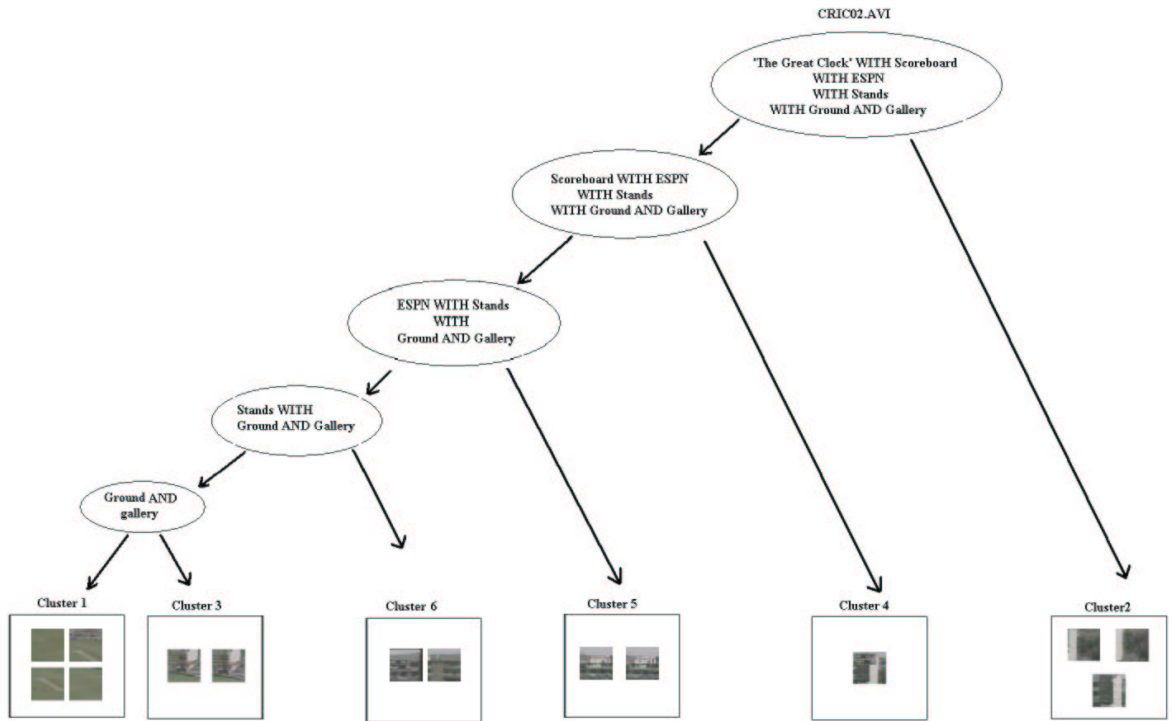 CRIC02.AVI
'The Great Clock' WITH Scoreboard
WITH ESPN
WITH Stands
WITH Ground AND Gallery
Scoreboard WITH ESPN
WITH Stands
WITH Ground AND Gallery
ESPN WITH Stands
WITH
Ground AND Gallery
Stands WITH
Ground AND Gallery
Ground AND
gallery
Cluster 1
Cluster 3
Cluster 6
Cluster 5
Cluster 4
Cluster2